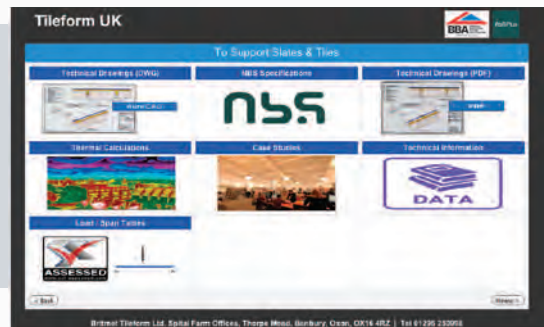 Tileform UK
BBA
To Support Slates & Tiles
Technical Drawings (DWG)
NBS Specifications
Technical Drawings (PDF)
nbs
Thermal Calculations
Case Studies
Technical Information
DATA
Load / Span Tables
ASSESSED
< Back
Home >
Britmet Tileform Ltd. Spital Farm Offices, Thorpe Mead, Banbury, Oxon, OX16 4RZ | Tel 01295 250998